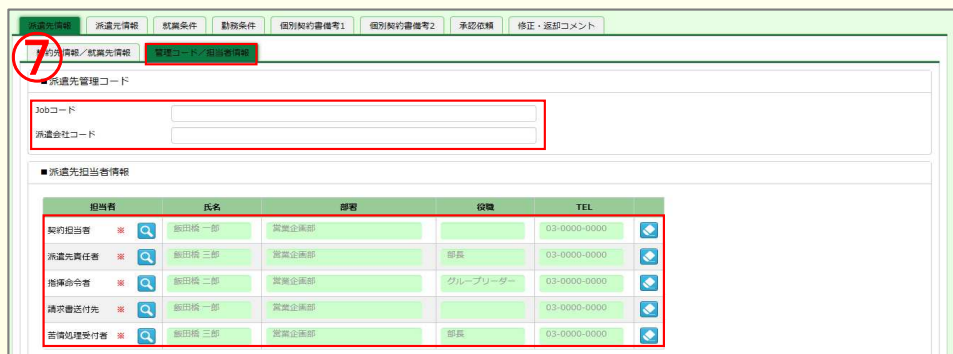 派遣先情報 派遣元情報 就業条件 勤務条件 個別契約書備考1 個別契約書備考2 承認依頼 修正・返却コメント
⑦ 契約先情報/就業先情報 管理コード/担当者情報
■派遣先管理コード
Jobコード
派遣会社コード
■派遣先担当者情報
担当者 氏名 部署 役職 TEL
契約担当者 ※ 飯田橋 一郎 営業企画部 03-0000-0000
派遣先責任者 ※ 飯田橋 三郎 営業企画部 部長 03-0000-0000
指揮命令者 ※ 飯田橋 二郎 営業企画部 グループリーダー 03-0000-0000
請求書送付先 ※ 飯田橋 一郎 営業企画部 03-0000-0000
苦情処理受付者 ※ 飯田橋 三郎 営業企画部 部長 03-0000-0000